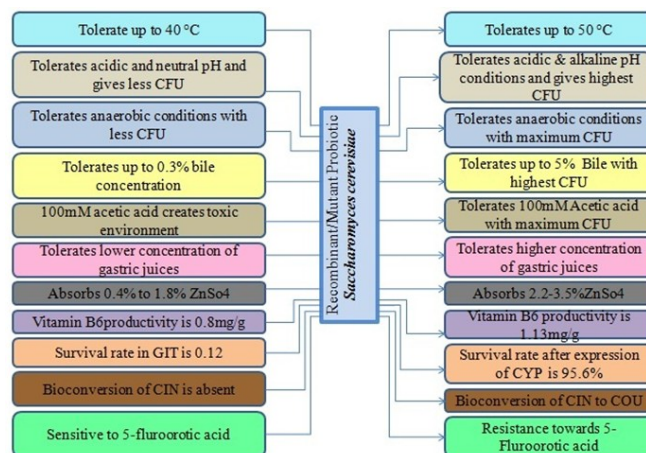 Tolerate up to 40 °C
Tolerates acidic and neutral pH and
gives less CFU
Tolerates anaerobic conditions with
less CFU
Tolerates up to 0.3% bile
concentration
100mM acetic acid creates toxic
environment
Tolerates lower concentration of
gastric juices
Absorbs 0.4% to 1.8% ZnSo4
Vitamin B6productivity is 0.8mg/g
Survival rate in GIT is 0.12
Bioconversion of CIN is absent
Sensitive to 5-fluroorotic acid
Recombinant/Mutant Probiotic
Saccharomyces cerevisiae
Tolerates up to 50 °C
Tolerates acidic & alkaline pH
conditions and gives highest
CFU
Tolerates anaerobic conditions
with maximum CFU
Tolerates up to 5% Bile with
highest CFU
Tolerates 100mM Acetic acid
with maximum CFU
Tolerates higher concentration
of gastric juices
Absorbs 2.2-3.5%ZnSo4
Vitamin B6 productivity is
1.13mg/g
Survival rate after expression
of CYP is 95.6%
Bioconversion of CIN to COU
Resistance towards 5-
Fluroorotic acid